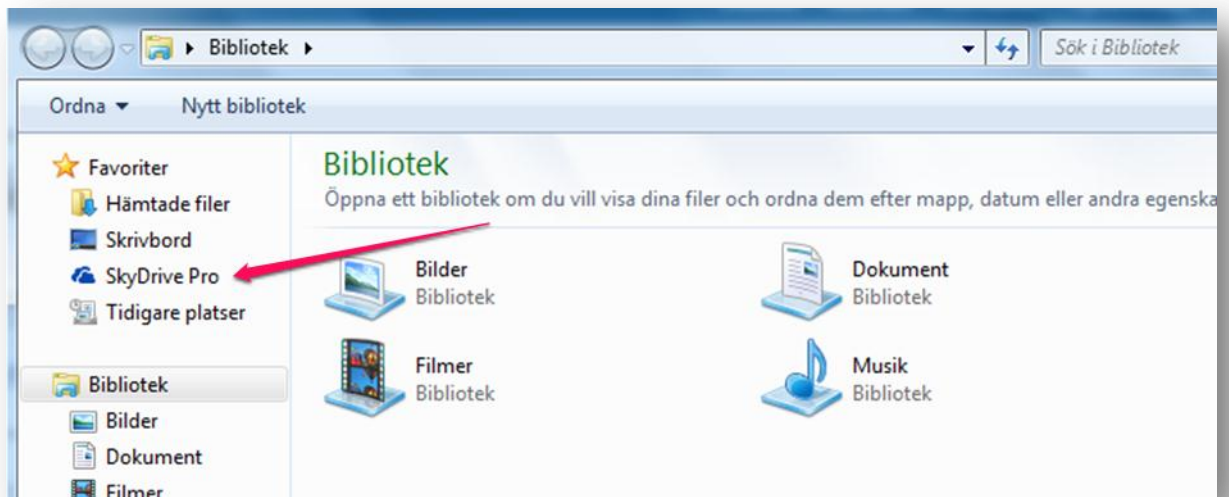 Bibliotek
Sök i Bibliotek
Ordna Nytt bibliotek
Favoriter
Hämtade filer
Skrivbord
SkyDrive Pro
Tidigare platser
Bibliotek
Bilder
Dokument
Filmer
Bibliotek
Öppna ett bibliotek om du vill visa dina filer och ordna dem efter mapp, datum eller andra egenska
Bilder
Bibliotek
Dokument
Bibliotek
Filmer
Bibliotek
Musik
Bibliotek